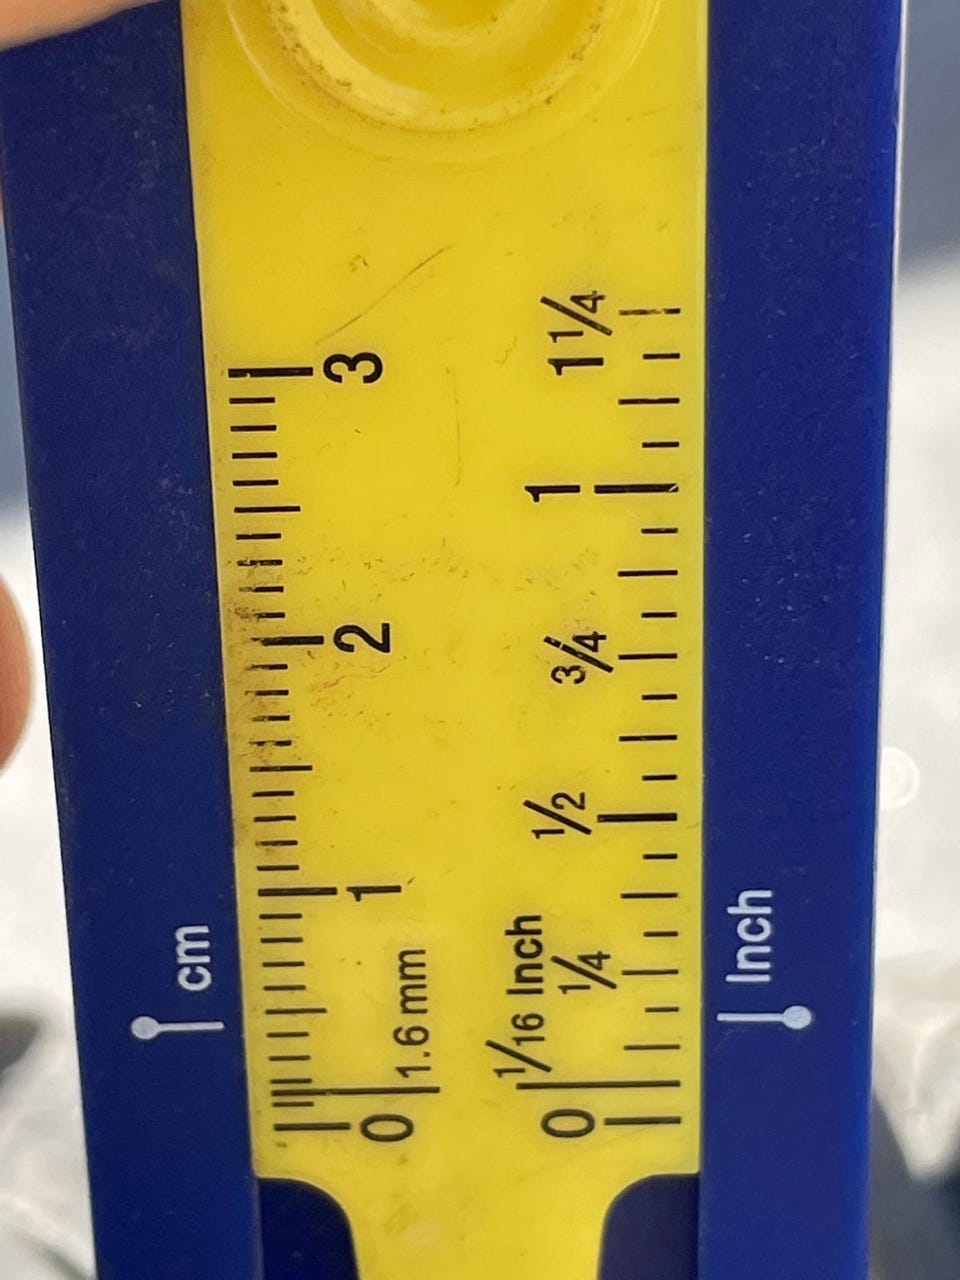 cm
0 1 2 3
1.6 mm
1/16 Inch
0 1/4 1/2 3/4 1 1 1/4
Inch